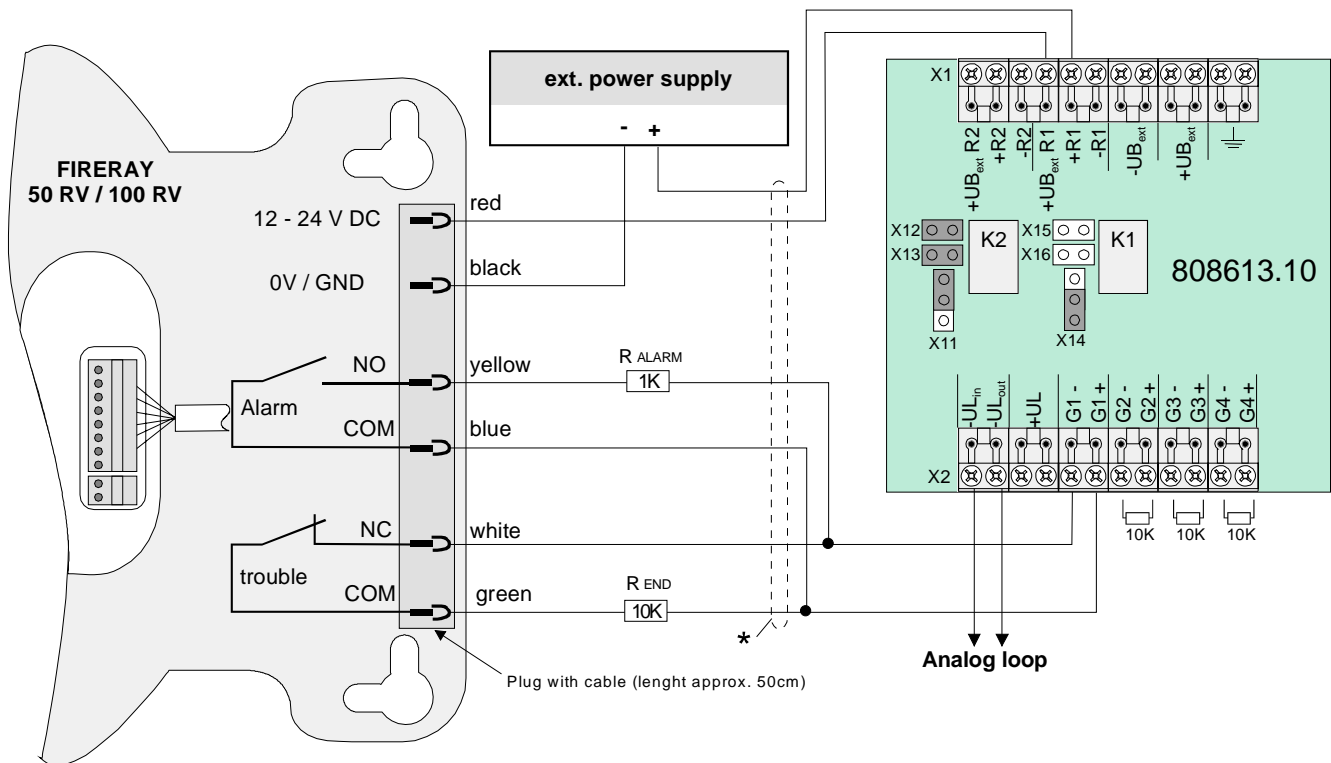 ext. power supply
- +
FIRERAY
50 RV / 100 RV
12 - 24 V DC
red
0V / GND
black
NO
yellow
R ALARM
1K
Alarm
COM
blue
NC
white
trouble
COM
green
R END
10K
*
Plug with cable (lenght approx. 50cm)
X1
+UBext R2
+R2
-R2
+UBext R1
+R1
-R1
-UBext
+UBext
X12
X13
K2
X11
X15
X16
K1
X14
808613.10
-ULin
-ULout
+UL
G1 -
G1 +
G2 -
G2 +
G3 -
G3 +
G4 -
G4 +
X2
10K
10K
10K
Analog loop